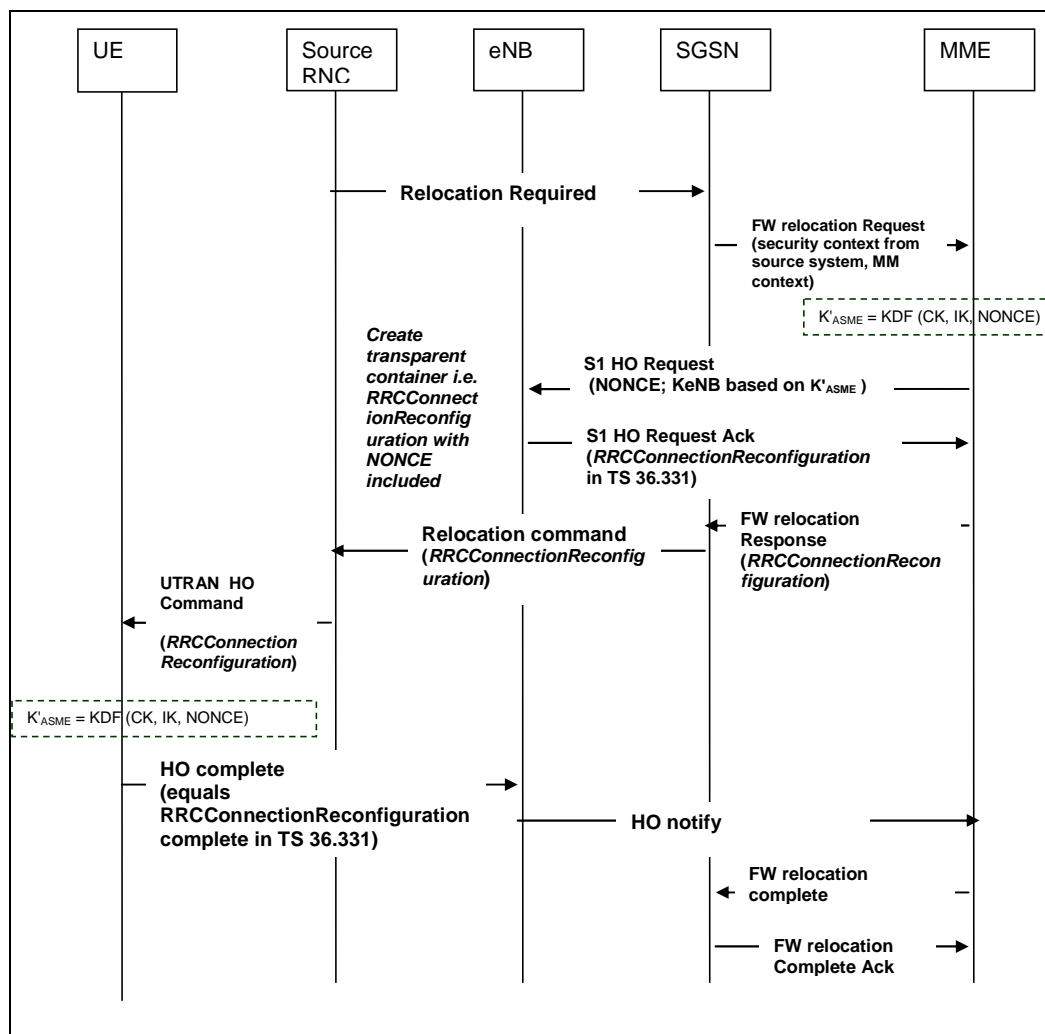 UE
Source
RNC
eNB
SGSN
MME
Relocation Required
FW relocation Request
(security context from
source system, MM
context)
K'ASME = KDF (CK, IK, NONCE)
Create
transparent
container i.e.
RRCConnect
ionReconfig
uration with
NONCE
included
S1 HO Request
(NONCE; KeNB based on K'ASME )
S1 HO Request Ack
(RRCConnectionReconfiguration
in TS 36.331)
Relocation command
(RRCConnectionReconfig
uration)
FW relocation
Response
(RRCConnectionRecon
figuration)
UTRAN HO
Command
(RRCConnection
Reconfiguration)
K'ASME = KDF (CK, IK, NONCE)
HO complete
(equals
RRCConnectionReconfiguration
complete in TS 36.331)
HO notify
FW relocation
complete
FW relocation
Complete Ack